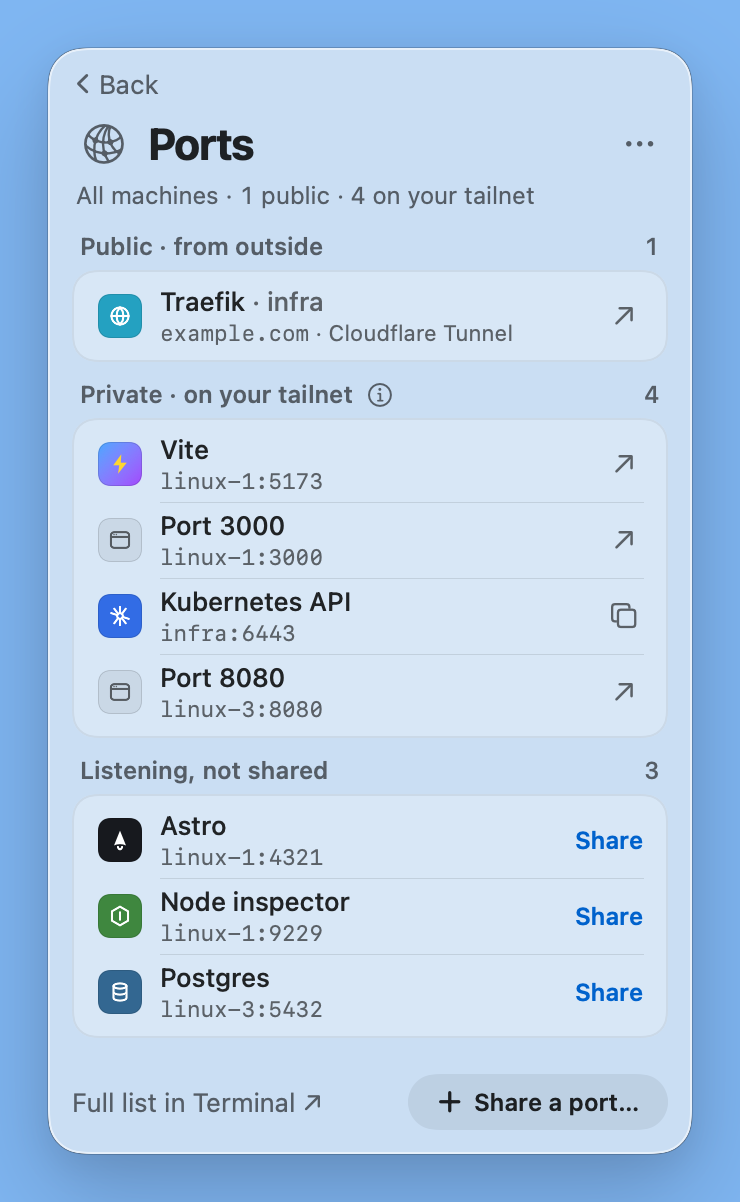 Back
Ports
All machines · 1 public · 4 on your tailnet
Public · from outside 1
Traefik · infra
example.com · Cloudflare Tunnel
Private · on your tailnet 4
Vite
linux-1:5173
Port 3000
linux-1:3000
Kubernetes API
infra:6443
Port 8080
linux-3:8080
Listening, not shared 3
Astro
linux-1:4321
Share
Node inspector
linux-1:9229
Share
Postgres
linux-3:5432
Share
Full list in Terminal ↗
+ Share a port...